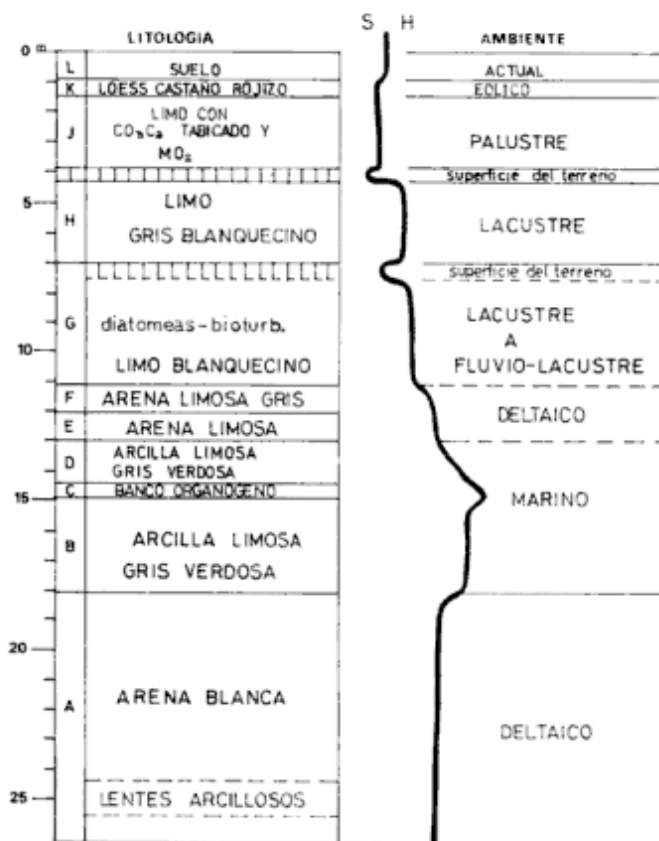 LITOLOGIA
S H
AMBIENTE
0 m
L
SUELO
ACTUAL
K
LOESS CASTAÑO ROJIZO
EOLICO
J
LIMO CON
TABICADO Y
PALUSTRE
superficie del terreno
5
H
LIMO
GRIS BLANQUECINO
LACUSTRE
superficie del terreno
G
diatomeas-bioturb.
LIMO BLANQUECINO
LACUSTRE
A
FLUVIO-LACUSTRE
10
F
ARENA LIMOSA GRIS
DELTAICO
E
ARENA LIMOSA
D
ARCILLA LIMOSA
GRIS VERDOSA
C
BANCO ORGANOGENO
15
MARINO
B
ARCILLA LIMOSA
GRIS VERDOSA
20
A
ARENA BLANCA
DELTAICO
25
LENTES ARCILLOSOS